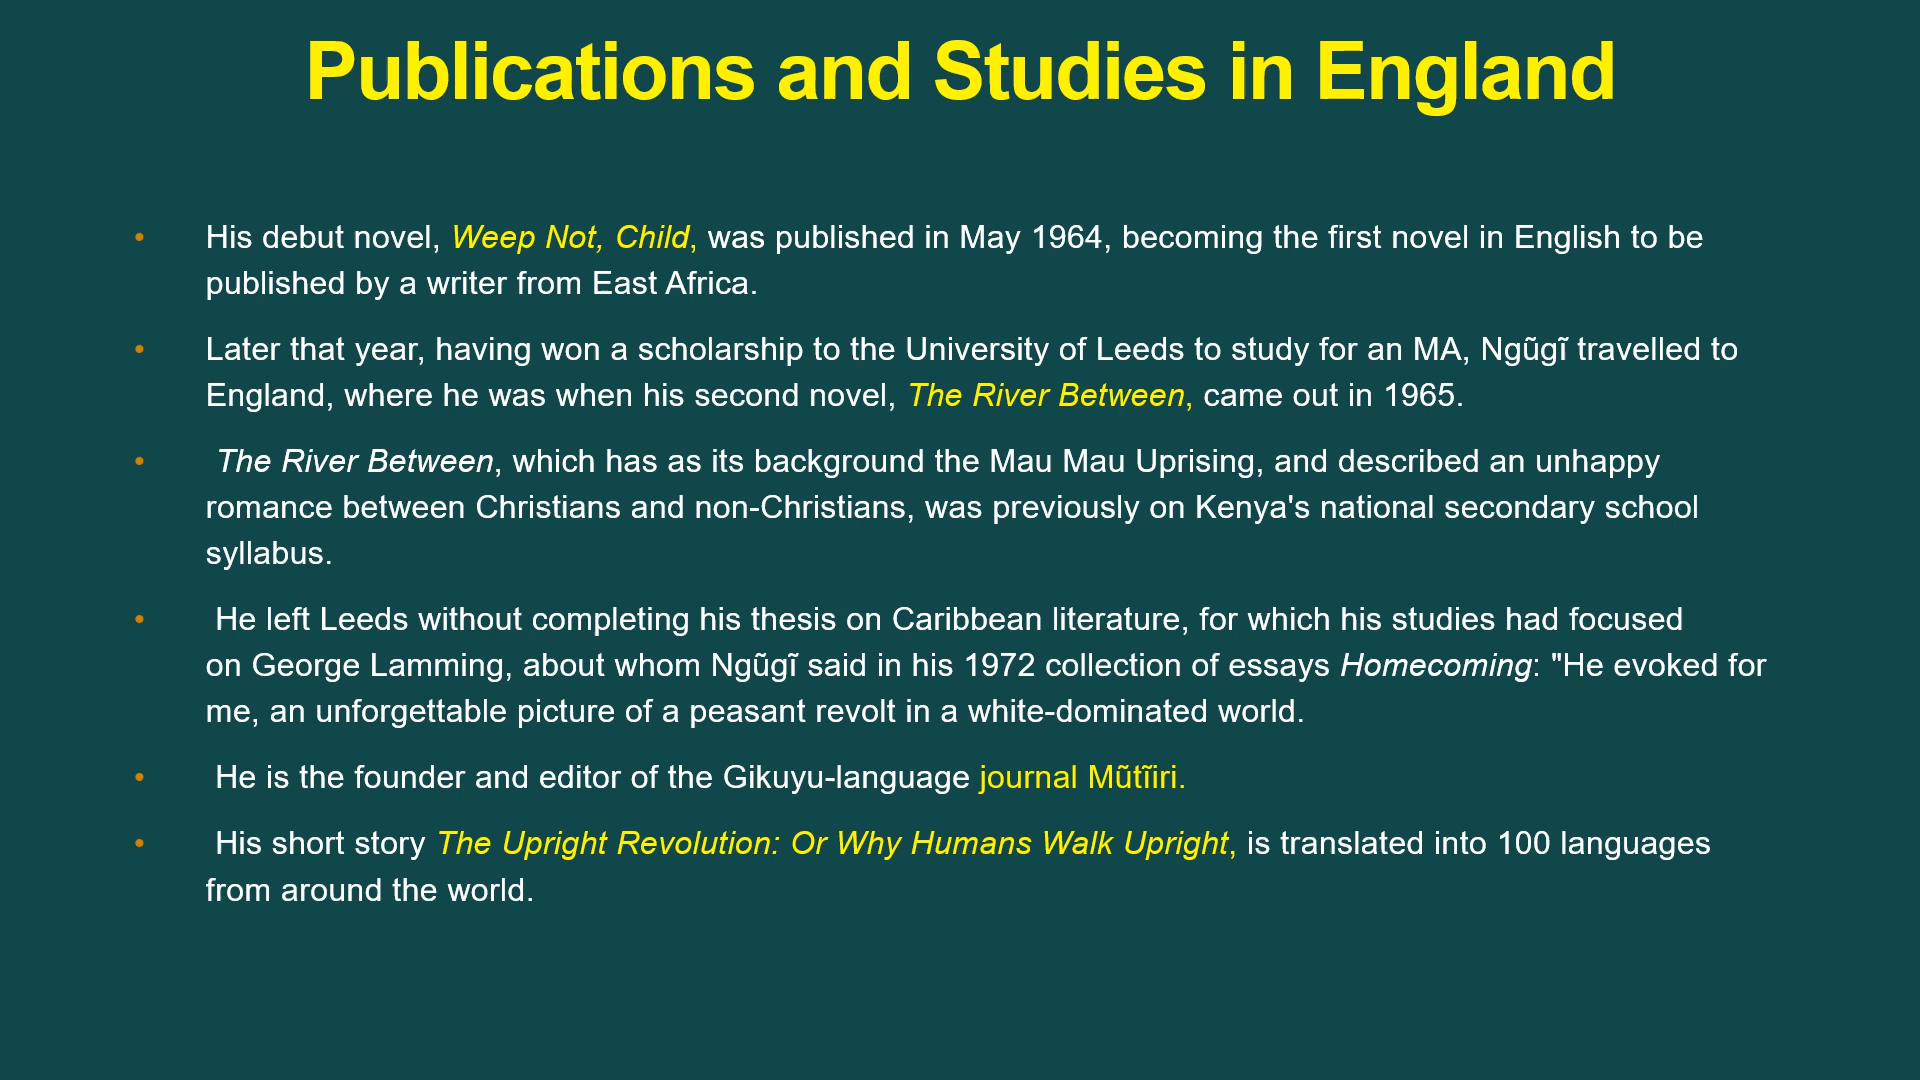 Publications and Studies in England
• His debut novel, Weep Not, Child, was published in May 1964, becoming the first novel in English to be
published by a writer from East Africa.
• Later that year, having won a scholarship to the University of Leeds to study for an MA, Ngũgĩ travelled to
England, where he was when his second novel, The River Between, came out in 1965.
• The River Between, which has as its background the Mau Mau Uprising, and described an unhappy
romance between Christians and non-Christians, was previously on Kenya's national secondary school
syllabus.
• He left Leeds without completing his thesis on Caribbean literature, for which his studies had focused
on George Lamming, about whom Ngũgĩ said in his 1972 collection of essays Homecoming: "He evoked for
me, an unforgettable picture of a peasant revolt in a white-dominated world.
• He is the founder and editor of the Gikuyu-language journal Mũtĩiri.
• His short story The Upright Revolution: Or Why Humans Walk Upright, is translated into 100 languages
from around the world.